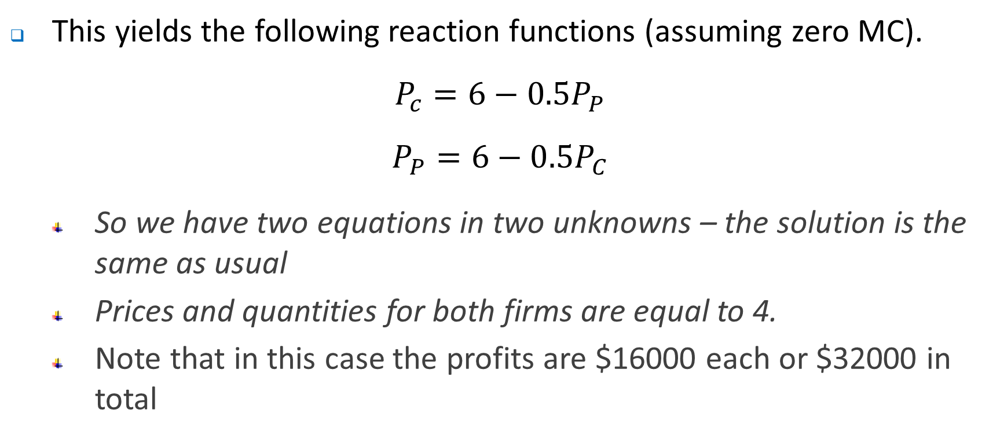 This yields the following reaction functions (assuming zero MC).
P_c = 6 − 0.5P_P
P_P = 6 − 0.5P_C
So we have two equations in two unknowns – the solution is the
same as usual
Prices and quantities for both firms are equal to 4.
Note that in this case the profits are $16000 each or $32000 in
total